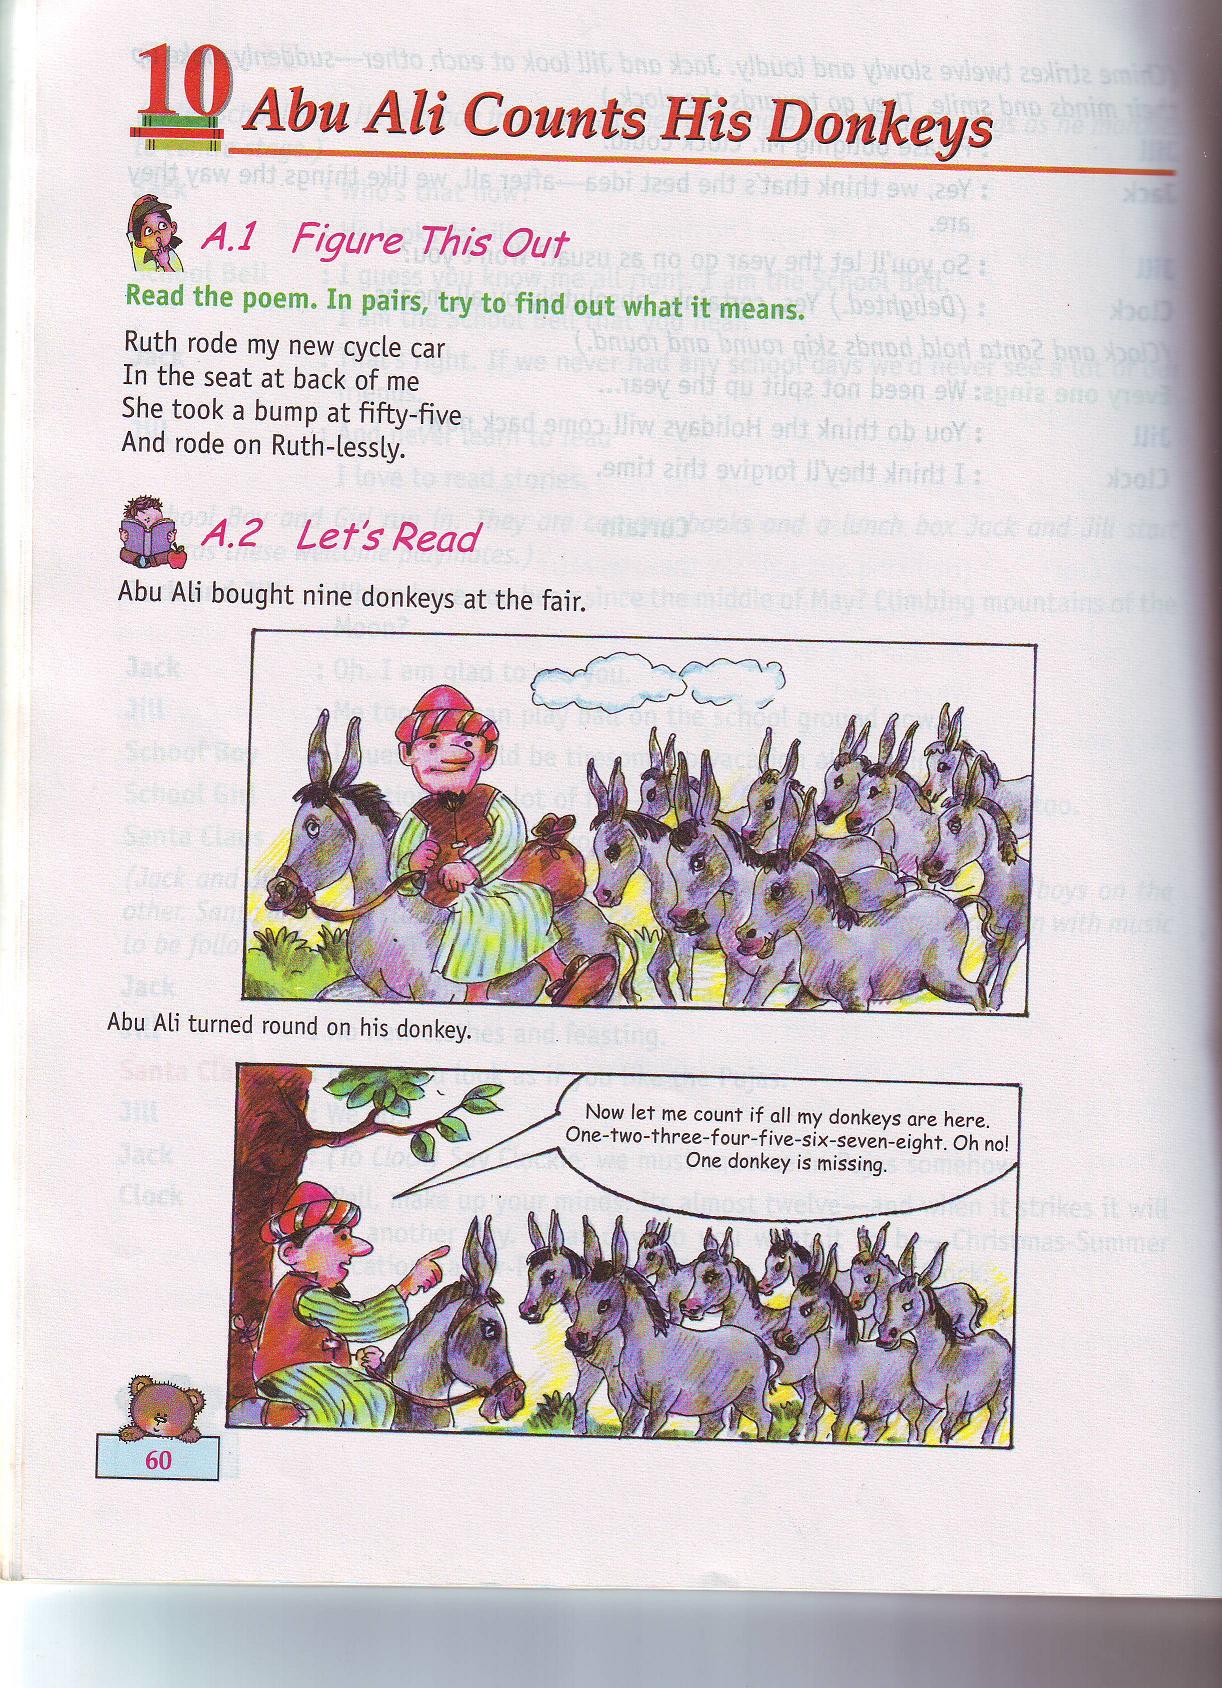 10 Abu Ali Counts His Donkeys
A.1 Figure This Out
Read the poem. In pairs, try to find out what it means.
Ruth rode my new cycle car
In the seat at back of me
She took a bump at fifty-five
And rode on Ruth-lessly.
A.2 Let's Read
Abu Ali bought nine donkeys at the fair.
Abu Ali turned round on his donkey.
Now let me count if all my donkeys are here.
One-two-three-four-five-six-seven-eight. Oh no!
One donkey is missing.
60